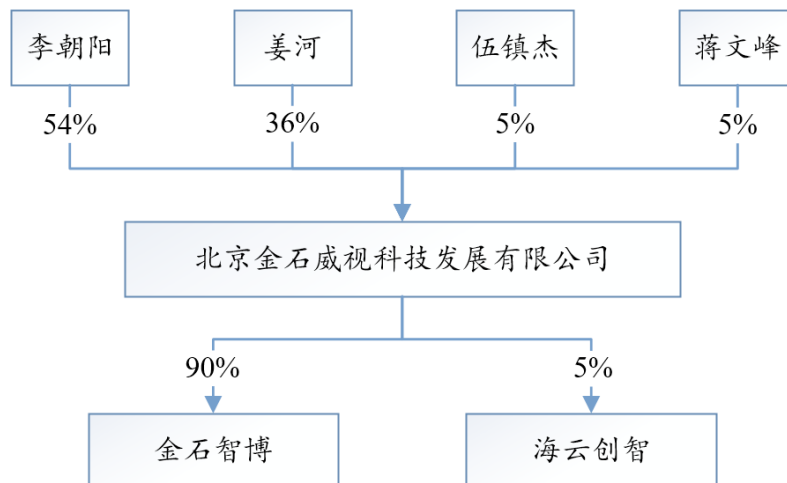 李朝阳 姜河 伍镇杰 蒋文峰
54% 36% 5% 5%
北京金石威视科技发展有限公司
90% 5%
金石智博 海云创智